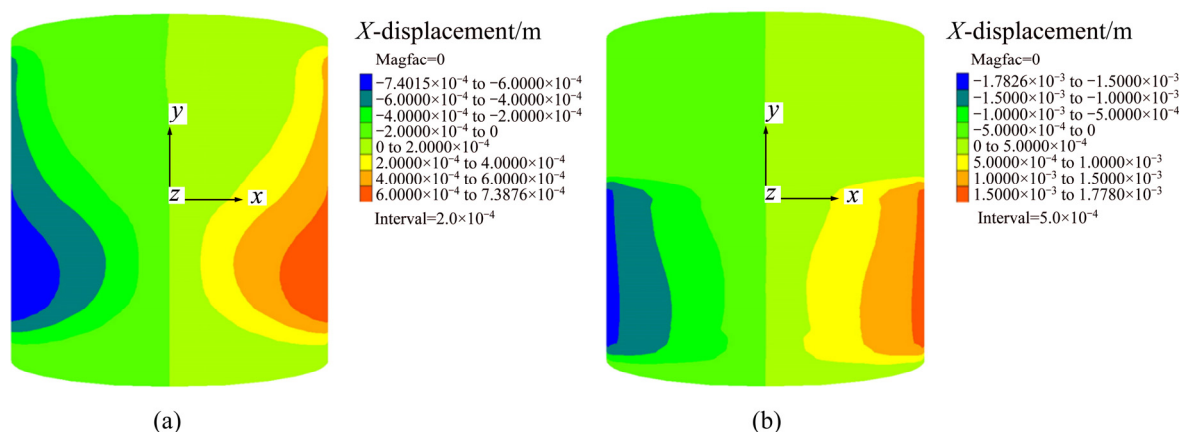 X-displacement/m
Magfac=0
−7.4015×10⁻⁴ to −6.0000×10⁻⁴
−6.0000×10⁻⁴ to −4.0000×10⁻⁴
−4.0000×10⁻⁴ to −2.0000×10⁻⁴
−2.0000×10⁻⁴ to 0
0 to 2.0000×10⁻⁴
2.0000×10⁻⁴ to 4.0000×10⁻⁴
4.0000×10⁻⁴ to 6.0000×10⁻⁴
6.0000×10⁻⁴ to 7.3876×10⁻⁴
Interval=2.0×10⁻⁴
y
z
x
(a)
X-displacement/m
Magfac=0
−1.7826×10⁻³ to −1.5000×10⁻³
−1.5000×10⁻³ to −1.0000×10⁻³
−1.0000×10⁻³ to −5.0000×10⁻⁴
−5.0000×10⁻⁴ to 0
0 to 5.0000×10⁻⁴
5.0000×10⁻⁴ to 1.0000×10⁻³
1.0000×10⁻³ to 1.5000×10⁻³
1.5000×10⁻³ to 1.7780×10⁻³
Interval=5.0×10⁻⁴
y
z
x
(b)